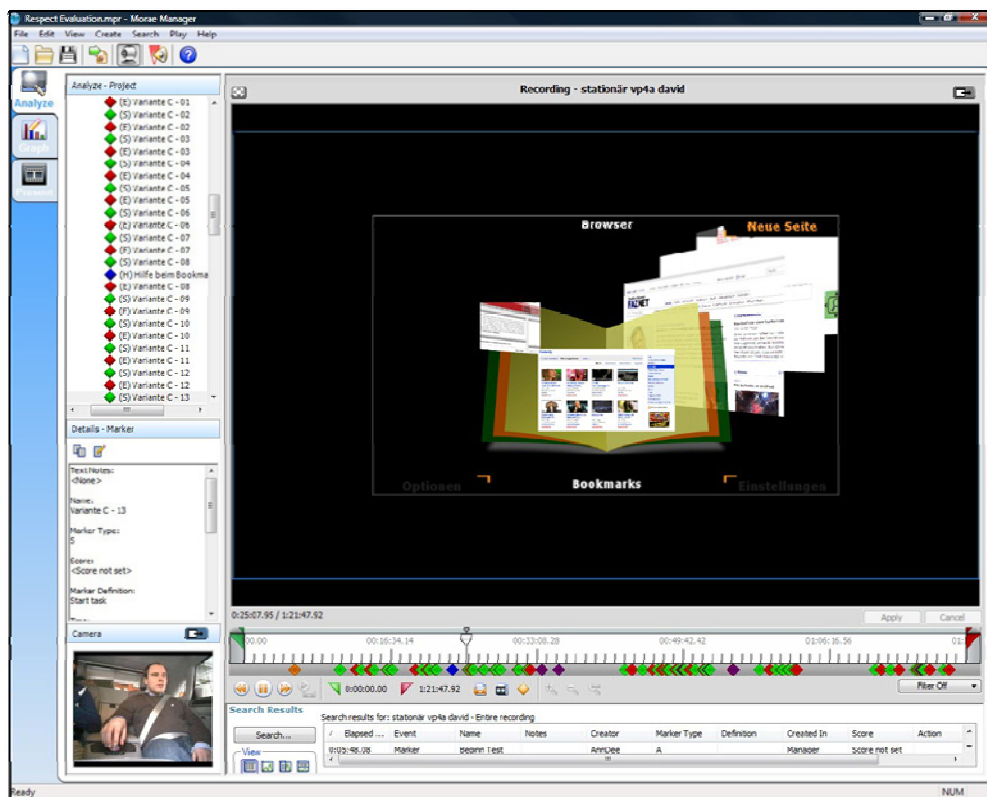 Respect Evaluation.mpr - Morae Manager
File Edit View Create Search Play Help
Analyze
Graph
Analyze - Project
(E) Variante C - 01
(S) Variante C - 02
(E) Variante C - 02
(S) Variante C - 03
(E) Variante C - 03
(S) Variante C - 04
(E) Variante C - 04
(S) Variante C - 05
(E) Variante C - 05
(S) Variante C - 06
(E) Variante C - 06
(S) Variante C - 07
(E) Variante C - 07
(S) Variante C - 08
(H) Hilfe beim Bookma
(E) Variante C - 08
(S) Variante C - 09
(E) Variante C - 09
(S) Variante C - 10
(E) Variante C - 10
(S) Variante C - 11
(E) Variante C - 11
(S) Variante C - 12
(E) Variante C - 12
(S) Variante C - 13
Details - Marker
Text Notes:
<None>
Name:
Variante C - 13
Marker Type:
S
Score:
<Score not set>
Marker Definition:
Start task
Camera
Recording - stationär vp4a david
Browser
Neue Seite
FAZ.NET
Optionen
Bookmarks
Einstellungen
0:25:07.95 / 1:21:47.92
Apply Cancel
00:16:34.14 00:33:08.28 00:49:42.42 01:06:16.56
0:00:00.00 1:21:47.92
Filter Off
Search Results
Search results for: stationär vp4a david - Entire recording
Search...
View
Elapsed ... Event Name Notes Creator Marker Type Definition Created In Score Action
0:05:48.08 Marker Beginn Test AnnDee A Manager Score not set
Ready
NUM